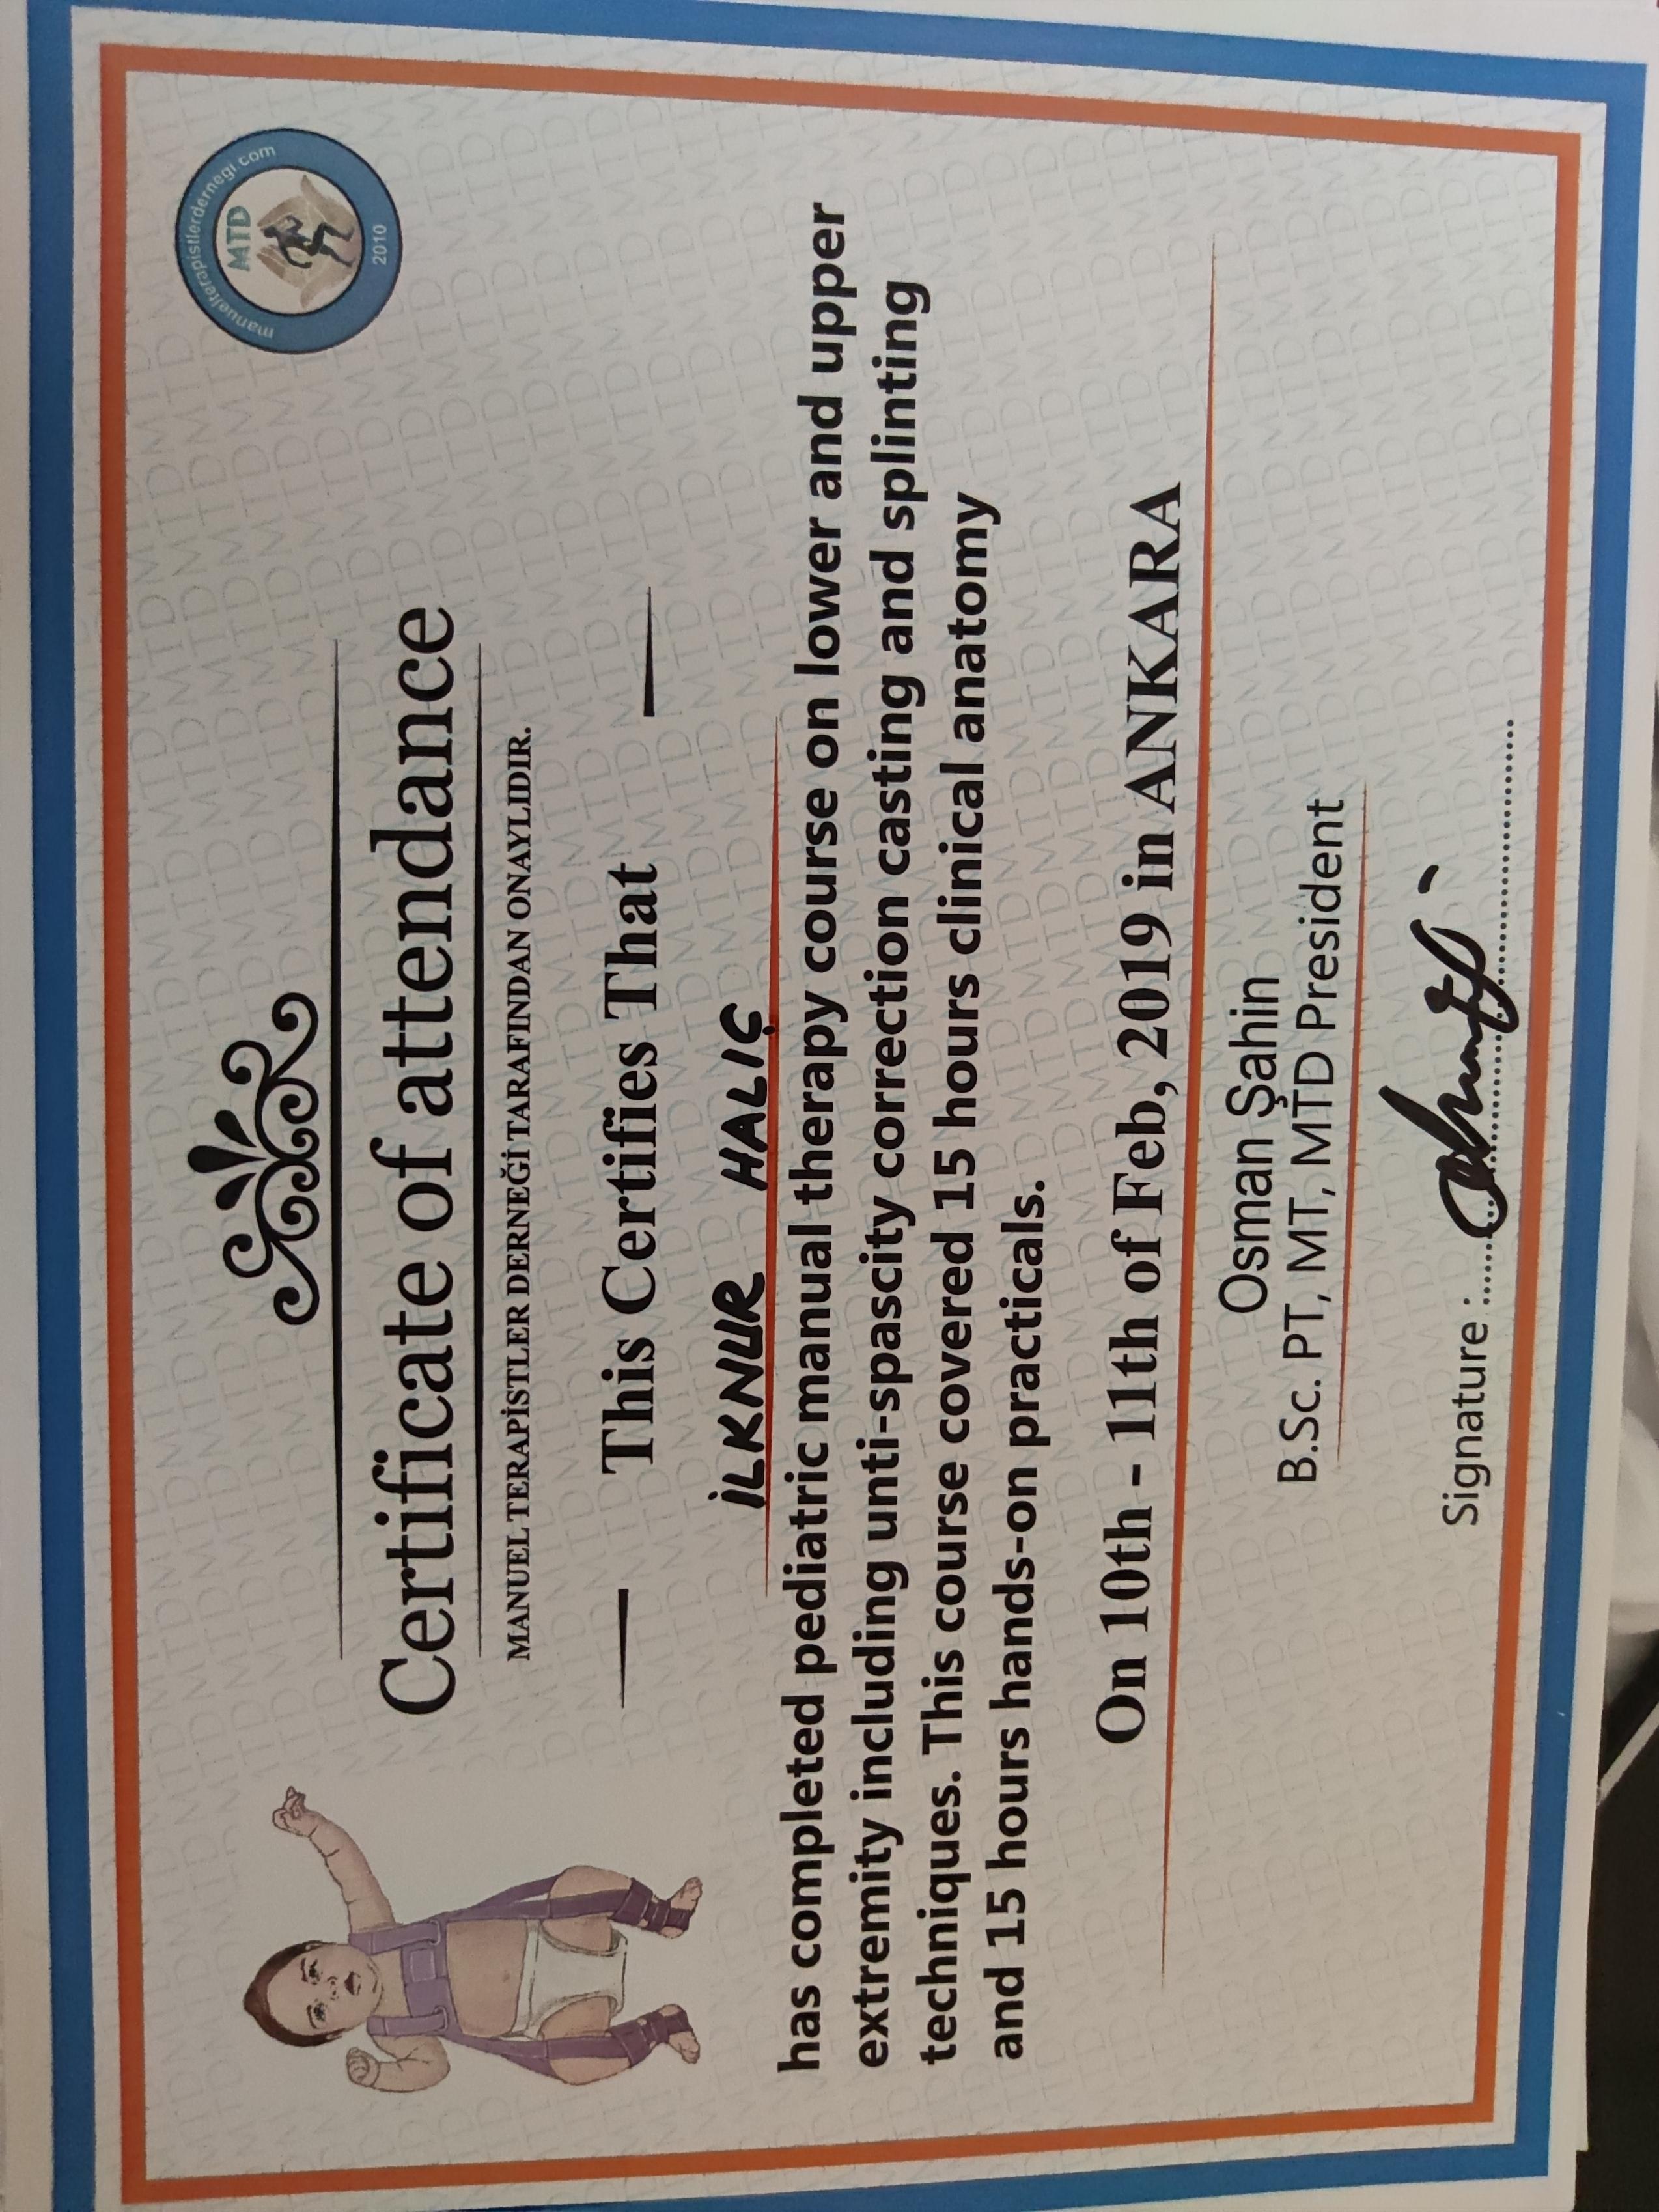 manuelterapistlerdernegi.com
MTD
2010
Certificate of attendance
MANUEL TERAPİSTLER DERNEĞİ TARAFINDAN ONAYLIDIR.
This Certifies That
İLKNUR HALIÇ
has completed pediatric manual therapy course on lower and upper
extremity including unti-spascity correction casting and splinting
techniques. This course covered 15 hours clinical anatomy
and 15 hours hands-on practicals.
On 10th - 11th of Feb, 2019 in ANKARA
Osman Şahin
B.Sc. PT, MT, MTD President
Signature :